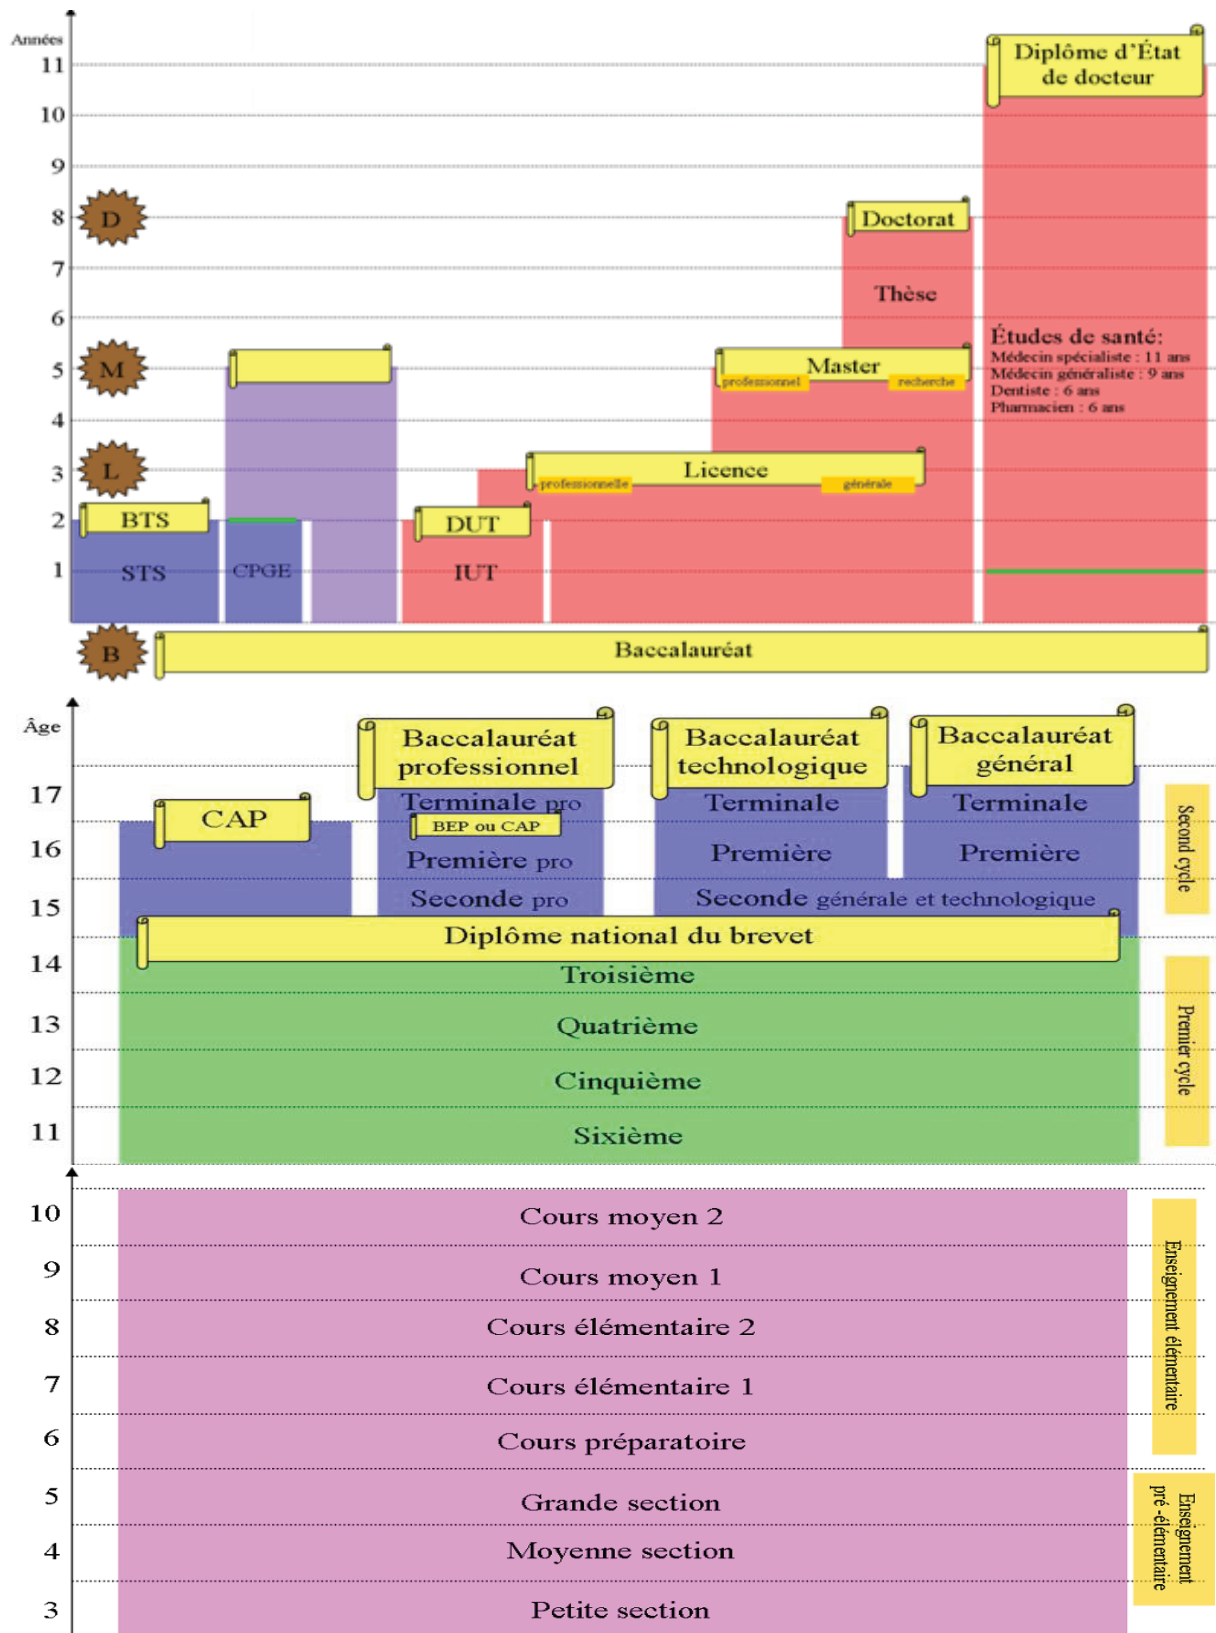 Années
11
10
9
8
7
6
5
4
3
2
1
D
M
L
B
Diplôme d'État
de docteur
Doctorat
Thèse
Études de santé:
Médecin spécialiste : 11 ans
Médecin généraliste : 9 ans
Dentiste : 6 ans
Pharmacien : 6 ans
Master
professionnel
recherche
Licence
professionnelle
générale
BTS
DUT
STS
CPGE
IUT
Baccalauréat
Âge
17
16
15
14
13
12
11
Baccalauréat
professionnel
Baccalauréat
technologique
Baccalauréat
général
CAP
Terminale pro
BEP ou CAP
Première pro
Seconde pro
Terminale
Première
Terminale
Première
Seconde générale et technologique
Second cycle
Diplôme national du brevet
Troisième
Quatrième
Cinquième
Sixième
Premier cycle
10
9
8
7
6
5
4
3
Cours moyen 2
Cours moyen 1
Cours élémentaire 2
Cours élémentaire 1
Cours préparatoire
Grande section
Moyenne section
Petite section
Enseignement élémentaire
Enseignement
pré -élémentaire